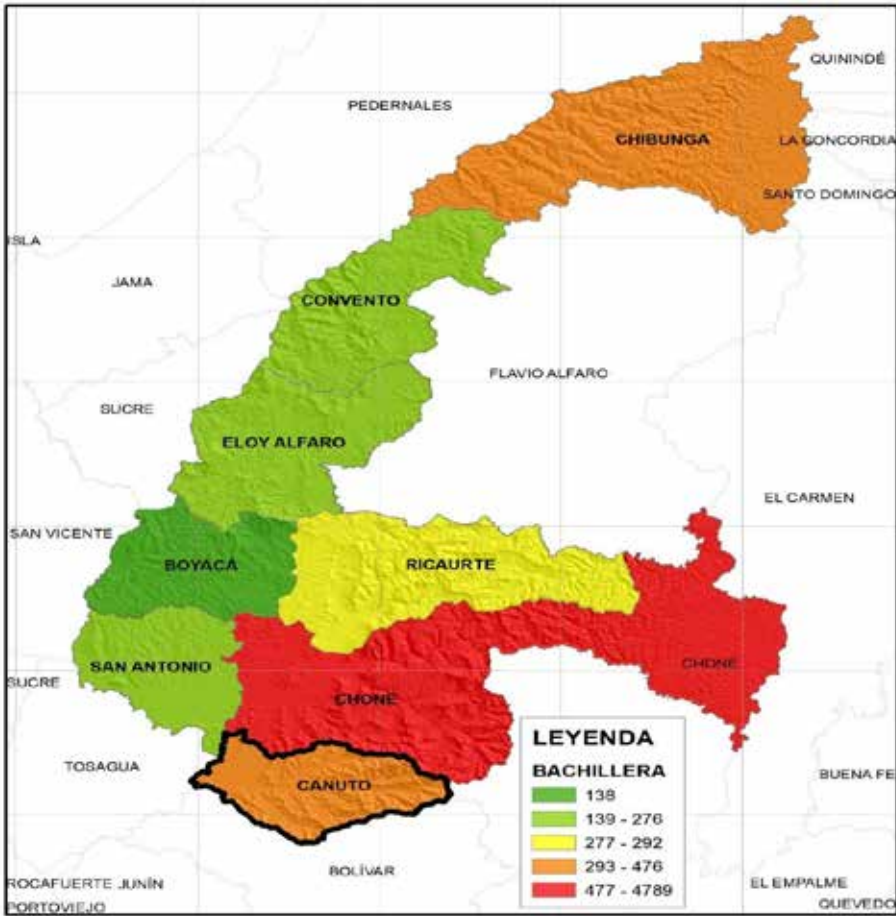 QUININDÉ
PEDERNALES
CHIBUNGA
LA CONCORDIA
SANTO DOMINGO
ISLA
JAMA
CONVENTO
FLAVIO ALFARO
SUCRE
ELOY ALFARO
EL CARMEN
SAN VICENTE
BOYACÁ
RICAURTE
SAN ANTONIO
CHONE
SUCRE
CHONE
LEYENDA
TOSAGUA
BACHILLERA
BUENA FE
CANUTO
138
139 - 276
277 - 292
BOLÍVAR
293 - 476
ROCAFUERTE JUNÍN
477 - 4789
EL EMPALME
PORTOVIEJO
QUEVEDO